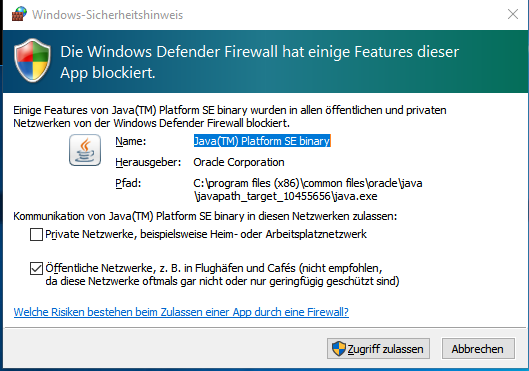 Windows-Sicherheitshinweis
Die Windows Defender Firewall hat einige Features dieser
App blockiert.
Einige Features von Java(TM) Platform SE binary wurden in allen öffentlichen und privaten
Netzwerken von der Windows Defender Firewall blockiert.
Name: Java(TM) Platform SE binary
Herausgeber: Oracle Corporation
Pfad: C:\program files (x86)\common files\oracle\java
\javapath_target_10455656\java.exe
Kommunikation von Java(TM) Platform SE binary in diesen Netzwerken zulassen:
Private Netzwerke, beispielsweise Heim- oder Arbeitsplatznetzwerk
Öffentliche Netzwerke, z. B. in Flughäfen und Cafés (nicht empfohlen,
da diese Netzwerke oftmals gar nicht oder nur geringfügig geschützt sind)
Welche Risiken bestehen beim Zulassen einer App durch eine Firewall?
Zugriff zulassen Abbrechen